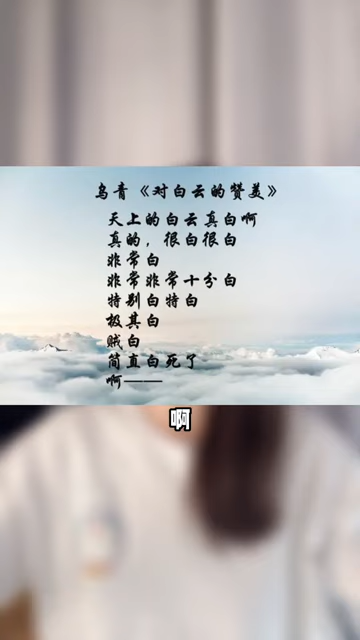 乌青《对白云的赞美》
天上的白云真白啊
真的，很白很白
非常白
非常非常十分白
特别白特白
极其白
贼白
简直白死了
啊——
啊